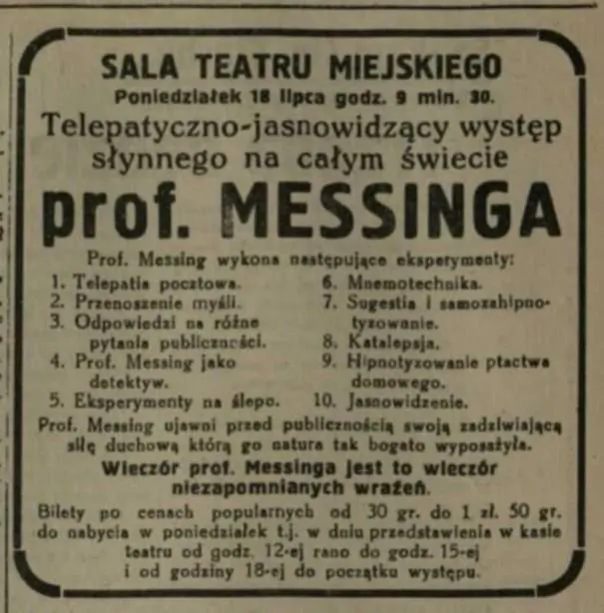 SALA TEATRU MIEJSKIEGO
Poniedziałek 18 lipca godz. 9 min. 30.
Telepatyczno-jasnowidzący występ
słynnego na całym świecie
prof. MESSINGA
Prof. Messing wykona następujące eksperymenty:
1. Telepatia pocztowa.
2. Przenoszenie myśli.
3. Odpowiedzi na różne
pytania publiczności.
4. Prof. Messing jako
detektyw.
5. Eksperymenty na ślepo.
6. Mnemotechnika.
7. Sugestia i samozahipno-
tyzowanie.
8. Katalepsja.
9. Hipnotyzowanie ptactwa
domowego.
10. Jasnowidzenie.
Prof. Messing ujawni przed publicznością swoją zadziwiającą
siłę duchową którą go natura tak bogato wyposażyła.
Wieczór prof. Messinga jest to wieczór
niezapomnianych wrażeń.
Bilety po cenach popularnych od 30 gr. do 1 zł. 50 gr.
do nabycia w poniedziałek t.j. w dniu przedstawienia w kasie
teatru od godz. 12-ej rano do godz. 15-ej
i od godziny 18-ej do początku występu.